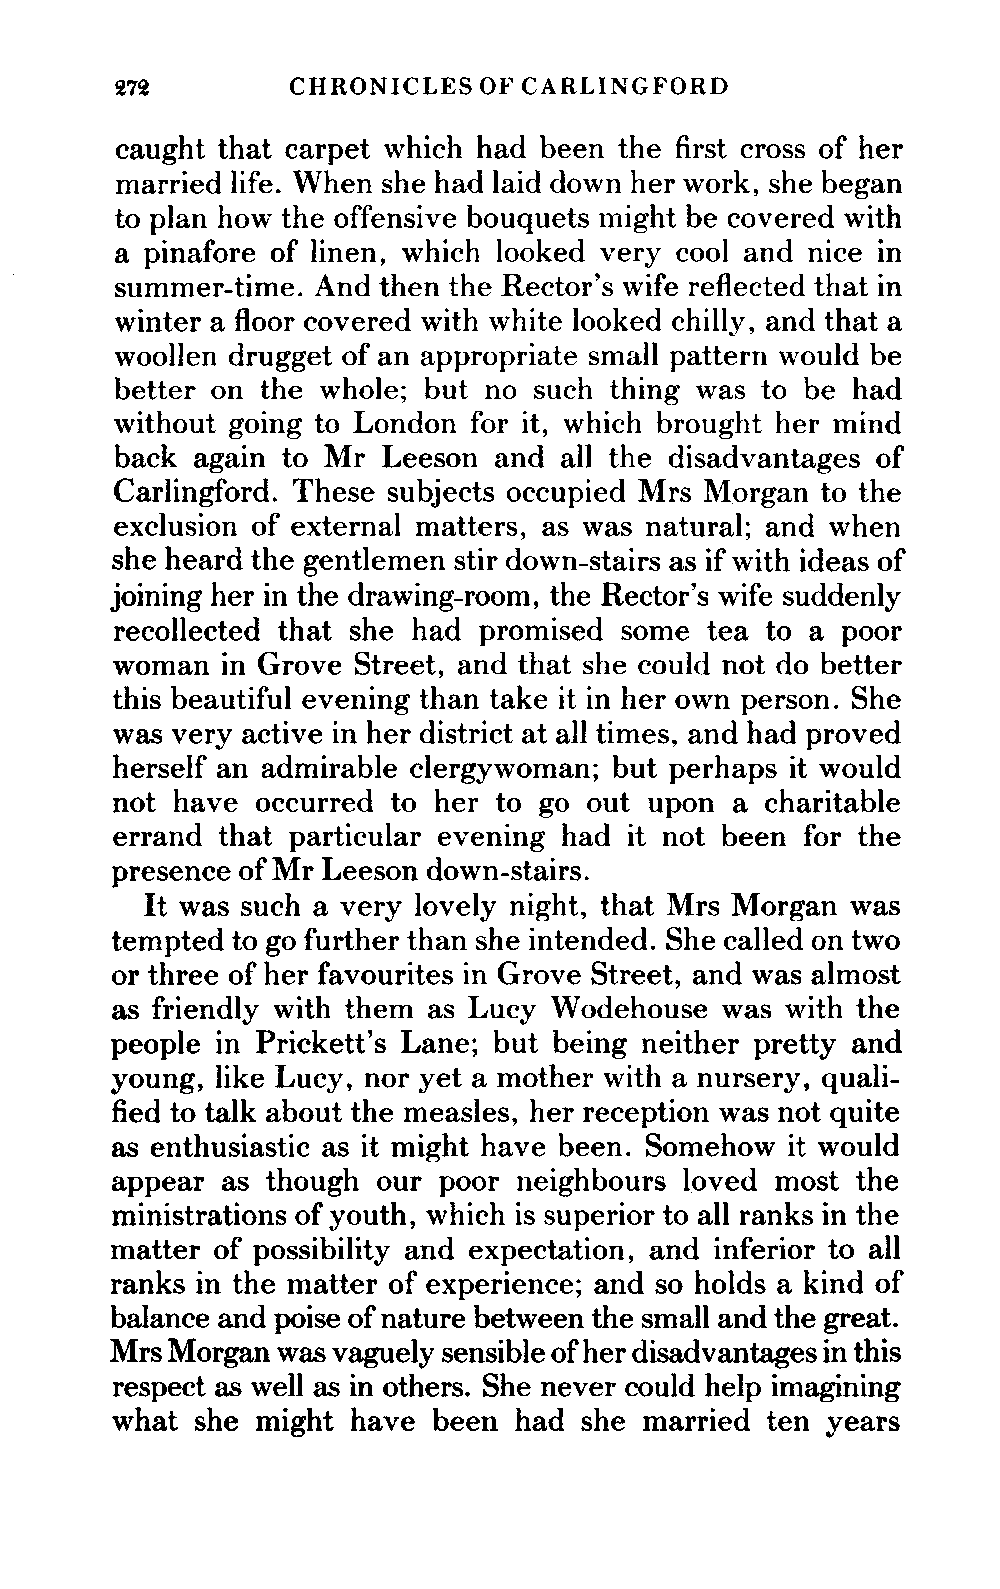 272 CHRONICLES OF CARLINGFORD
caught that carpet which had been the first cross of her
married life. When she had laid down her work, she began
to plan how the offensive bouquets might be covered with
a pinafore of linen, which looked very cool and nice in
summer-time. And then the Rector's wife reflected that in
winter a floor covered with white looked chilly, and that a
woollen drugget of an appropriate small pattern would be
better on the whole; but no such thing was to be had
without going to London for it, which brought her mind
back again to Mr Leeson and all the disadvantages of
Carlingford. These subjects occupied Mrs Morgan to the
exclusion of external matters, as was natural; and when
she heard the gentlemen stir down-stairs as if with ideas of
joining her in the drawing-room, the Rector's wife suddenly
recollected that she had promised some tea to a poor
woman in Grove Street, and that she could not do better
this beautiful evening than take it in her own person. She
was very active in her district at all times, and had proved
herself an admirable clergywoman; but perhaps it would
not have occurred to her to go out upon a charitable
errand that particular evening had it not been for the
presence of Mr Leeson down-stairs.
It was such a very lovely night, that Mrs Morgan was
tempted to go further than she intended. She called on two
or three of her favourites in Grove Street, and was almost
as friendly with them as Lucy Wodehouse was with the
people in Prickett's Lane; but being neither pretty and
young, like Lucy, nor yet a mother with a nursery, quali-
fied to talk about the measles, her reception was not quite
as enthusiastic as it might have been. Somehow it would
appear as though our poor neighbours loved most the
ministrations of youth, which is superior to all ranks in the
matter of possibility and expectation, and inferior to all
ranks in the matter of experience; and so holds a kind of
balance and poise of nature between the small and the great.
Mrs Morgan was vaguely sensible of her disadvantages in this
respect as well as in others. She never could help imagining
what she might have been had she married ten years